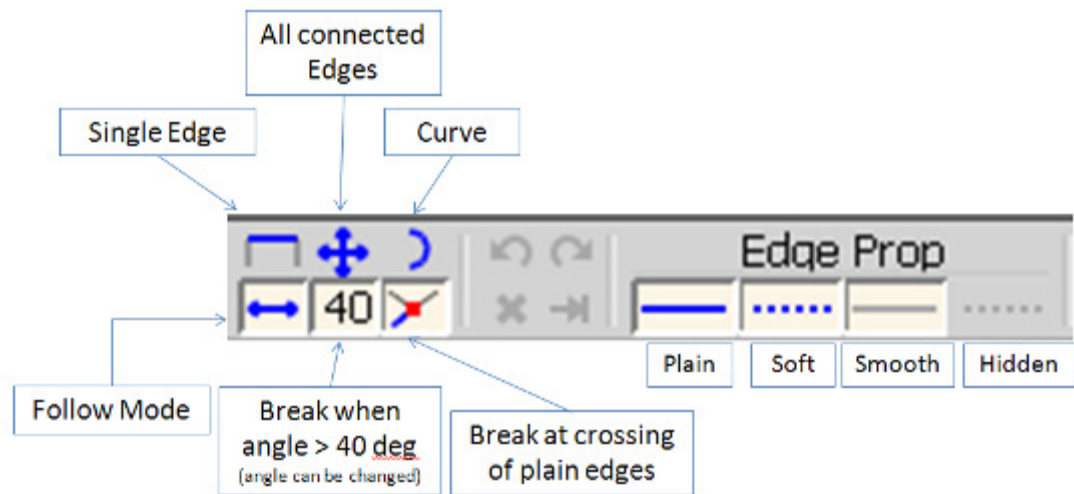 All connected
Edges
Single Edge
Curve
Edge Prop
40
Plain
Soft
Smooth
Hidden
Follow Mode
Break when
angle > 40 deg
(angle can be changed)
Break at crossing
of plain edges